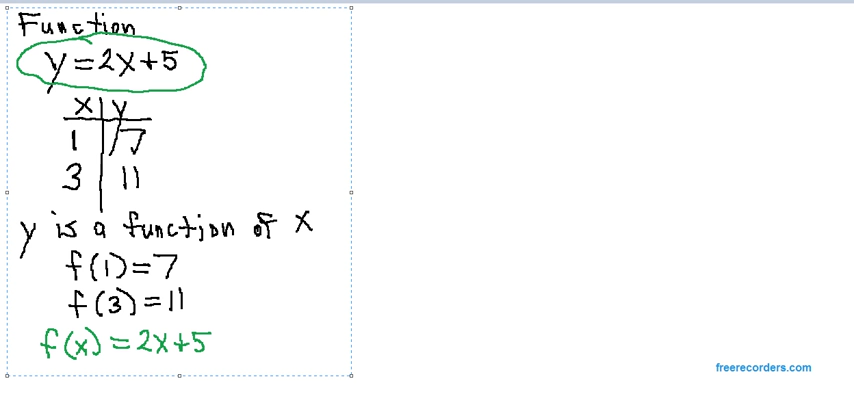 Function
y = 2x+5
x y
1 7
3 11
y is a function of x
f(1)=7
f(3)=11
f(x)=2x+5
freerecorders.com